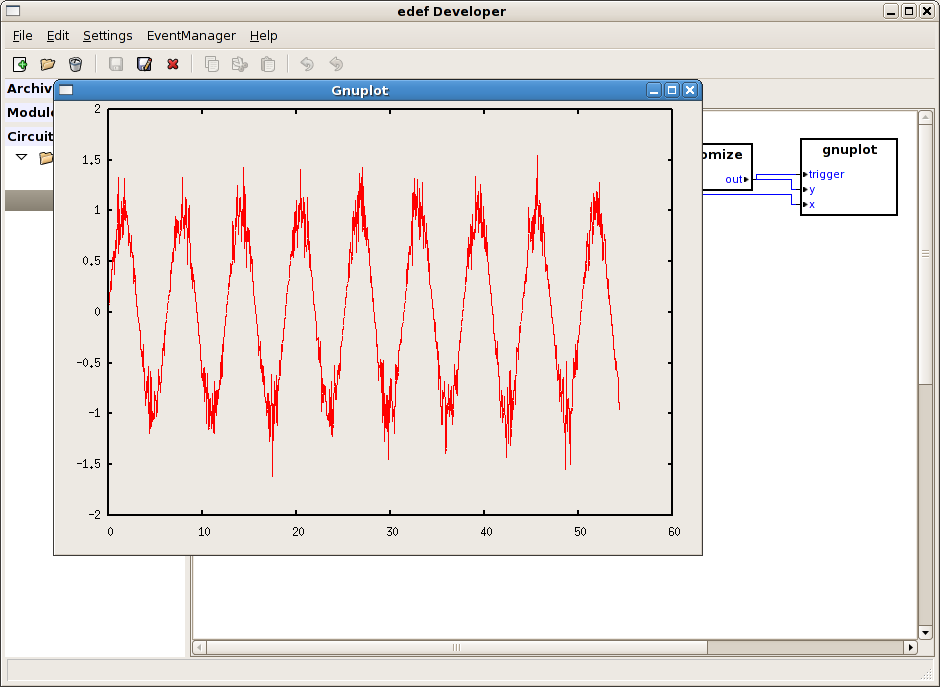 edef Developer
File Edit Settings EventManager Help
Archiv
Module
Circuit
Gnuplot
2
1.5
1
0.5
0
-0.5
-1
-1.5
-2
0 10 20 30 40 50 60
omize
out
gnuplot
trigger
y
x